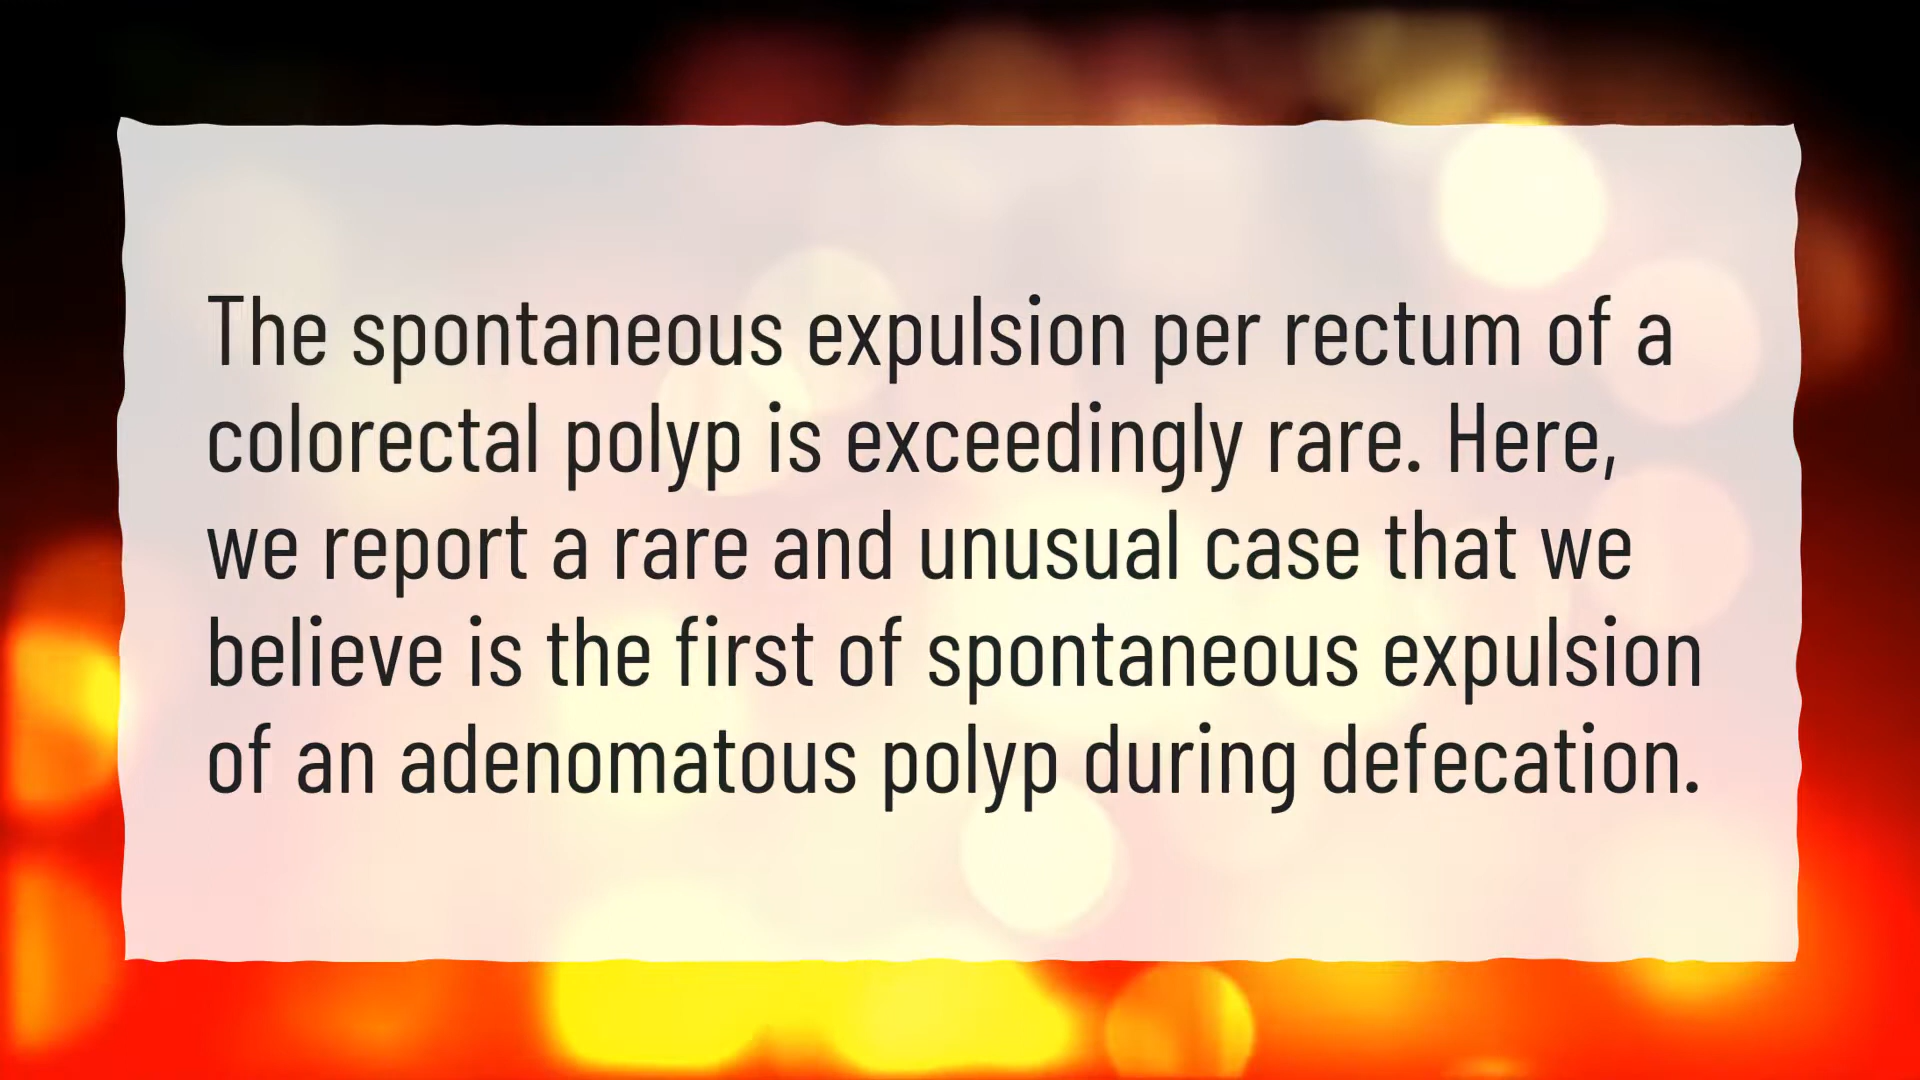 The spontaneous expulsion per rectum of a
colorectal polyp is exceedingly rare. Here,
we report a rare and unusual case that we
believe is the first of spontaneous expulsion
of an adenomatous polyp during defecation.